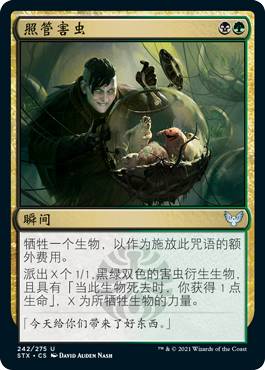 照管害虫
瞬间
牺牲一个生物，以作为施放此咒语的额
外费用。
派出X个1/1，黑绿双色的害虫衍生生物，
且具有「当此生物死去时，你获得1点
生命」，X为所牺牲生物的力量。
「今天给你们带来了好东西。」
242/275 U
STX • CS DAVID AUDEN NASH
™ & © 2021 Wizards of the Coast